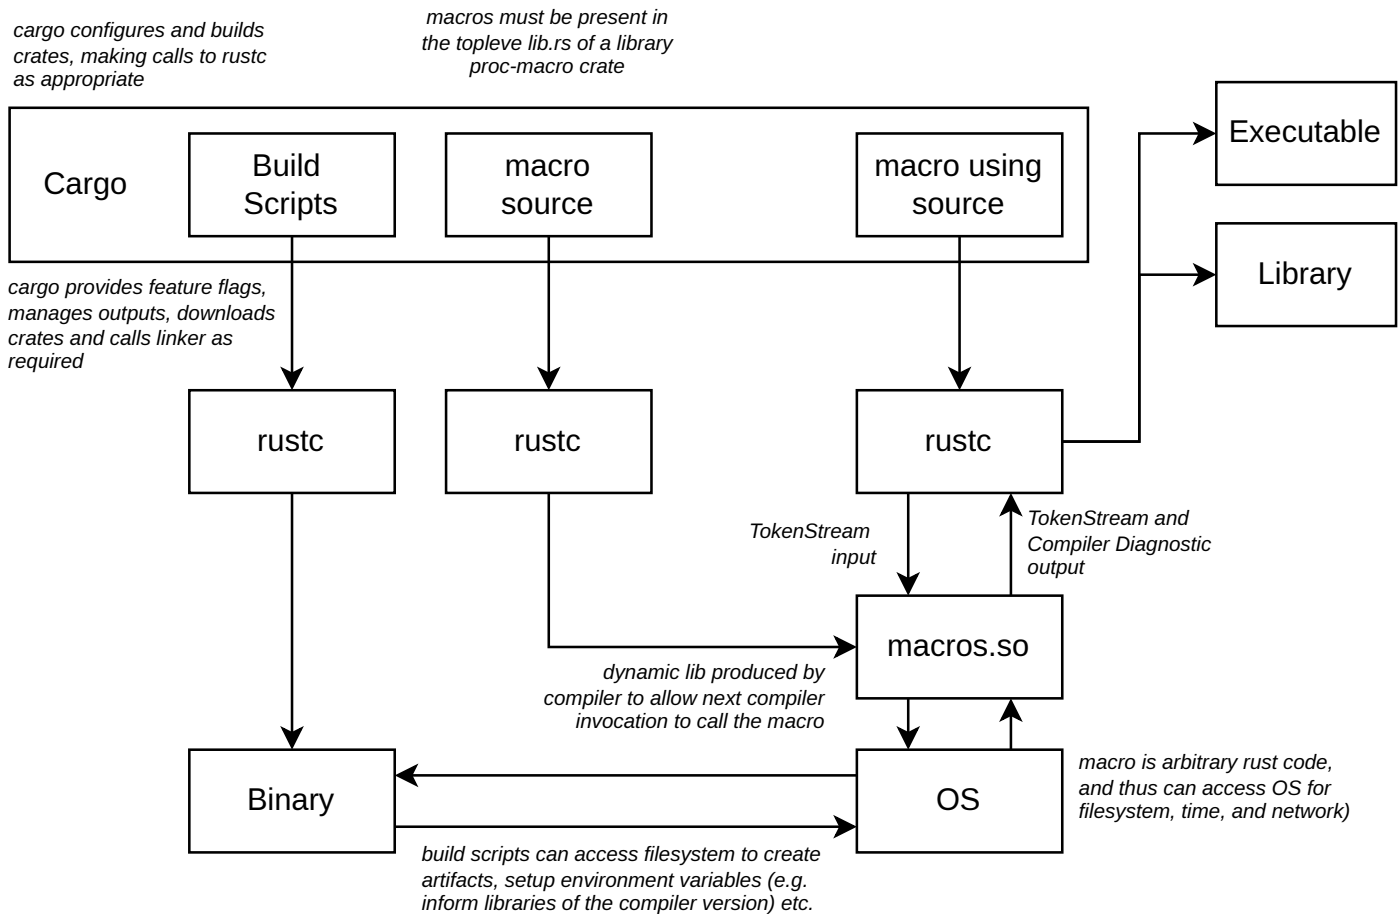 cargo configures and builds
crates, making calls to rustc
as appropriate
macros must be present in
the topleve lib.rs of a library
proc-macro crate
Cargo
Build
Scripts
macro
source
macro using
source
Executable
Library
cargo provides feature flags,
manages outputs, downloads
crates and calls linker as
required
rustc
rustc
rustc
TokenStream
input
TokenStream and
Compiler Diagnostic
output
macros.so
dynamic lib produced by
compiler to allow next compiler
invocation to call the macro
Binary
OS
macro is arbitrary rust code,
and thus can access OS for
filesystem, time, and network)
build scripts can access filesystem to create
artifacts, setup environment variables (e.g.
inform libraries of the compiler version) etc.